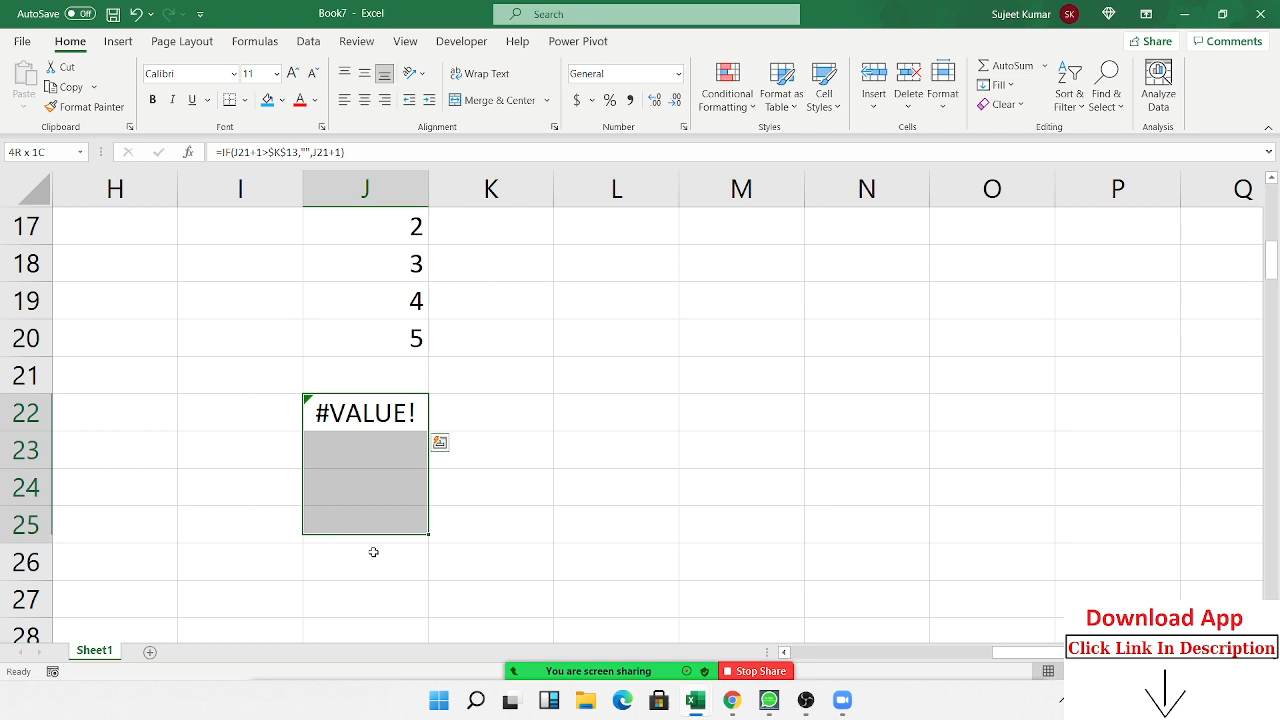 AutoSave Off
Book7 - Excel
Search
Sujeet Kumar SK
File Home Insert Page Layout Formulas Data Review View Developer Help Power Pivot
Share Comments
Paste
Cut
Copy
Format Painter
Clipboard
Calibri 11
B I U
Font
Wrap Text
Merge & Center
Alignment
General
$ % ,
Number
Conditional Formatting
Format as Table
Cell Styles
Styles
Insert Delete Format
Cells
AutoSum
Fill
Clear
Sort & Filter
Find & Select
Editing
Analyze Data
Analysis
4R x 1C
fx =IF(J21+1>$K$13,"",J21+1)
H I J K L M N O P Q
17 2
18 3
19 4
20 5
21
22 #VALUE!
23
24
25
26
27
28
Download App
Click Link In Description
Sheet1
Ready
You are screen sharing Stop Share